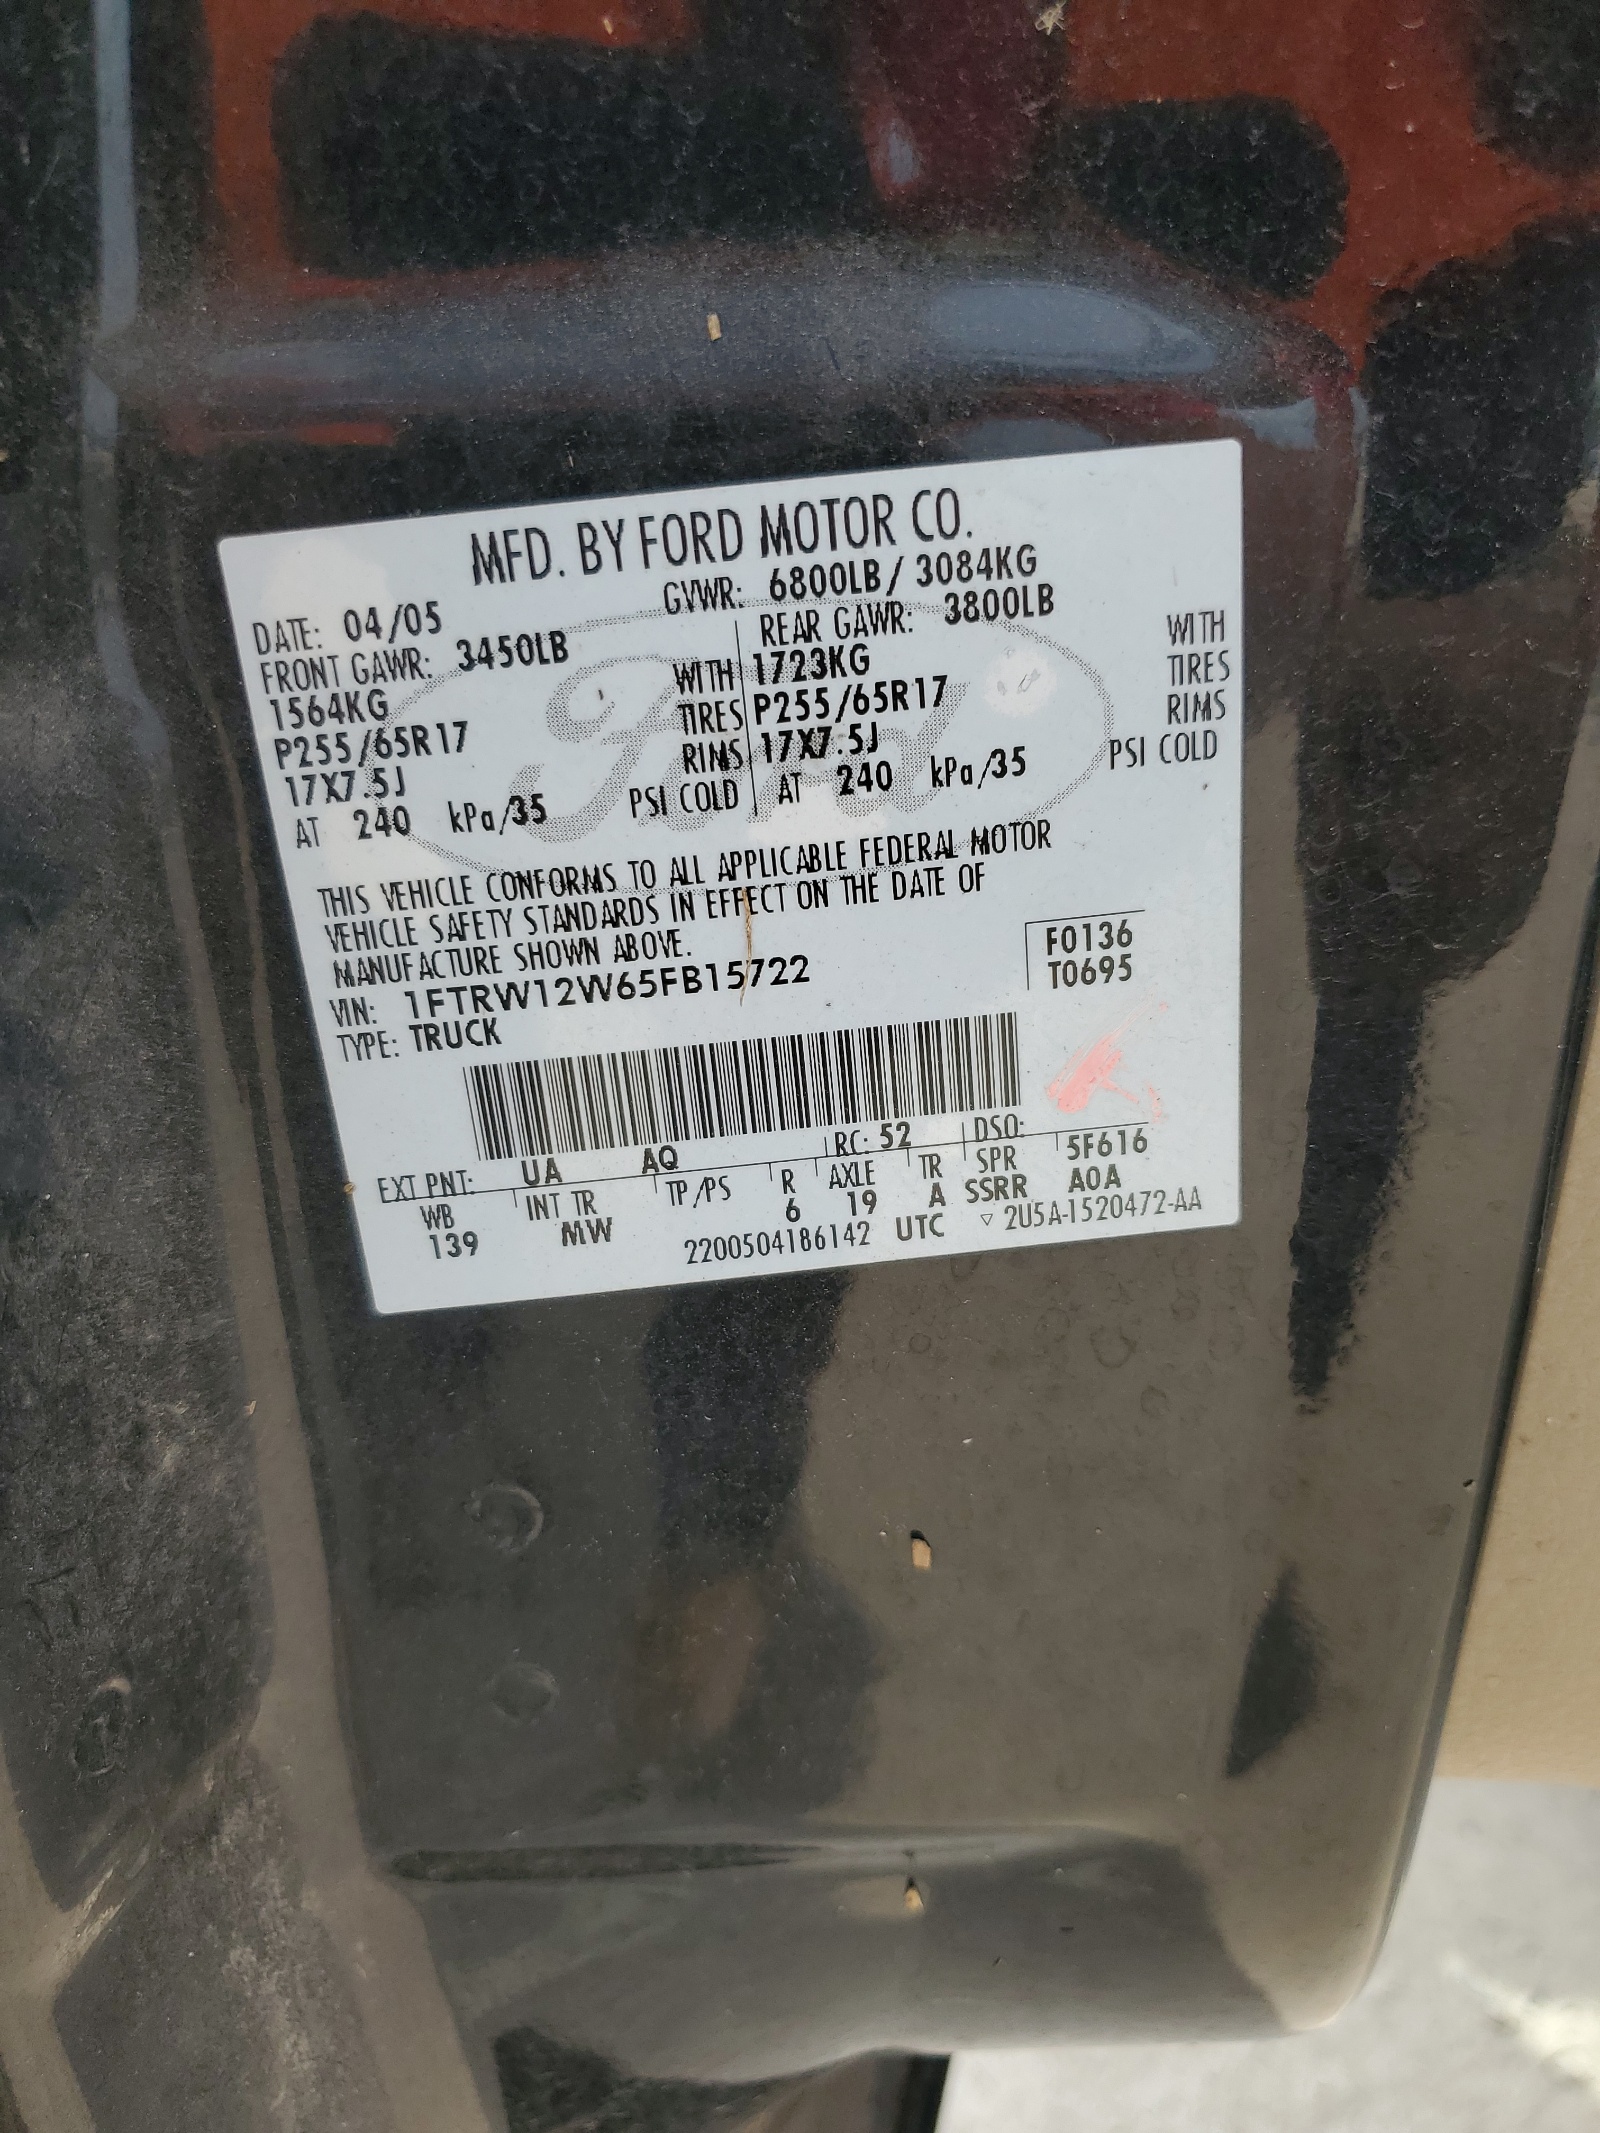 MFD. BY FORD MOTOR CO.
DATE: 04/05 GVWR: 6800LB/ 3084KG
FRONT GAWR: 3450LB REAR GAWR: 3800LB
1564KG WITH 1723KG WITH
P255/65R17 TIRES P255/65R17 TIRES
17X7.5J RIMS 17X7.5J RIMS
AT 240 kPa/35 PSI COLD AT 240 kPa/35 PSI COLD
THIS VEHICLE CONFORMS TO ALL APPLICABLE FEDERAL MOTOR
VEHICLE SAFETY STANDARDS IN EFFECT ON THE DATE OF
MANUFACTURE SHOWN ABOVE.
VIN: 1FTRW12W65FB15722
F0136
T0695
TYPE: TRUCK
EXT PNT: UA AQ RC: 52 DSO:
WB INT TR TP/PS R AXLE TR SPR 5F616
139 MW 6 19 A SSRR A0A
2200504186142 UTC ▽ 2U5A-1520472-AA
Ford